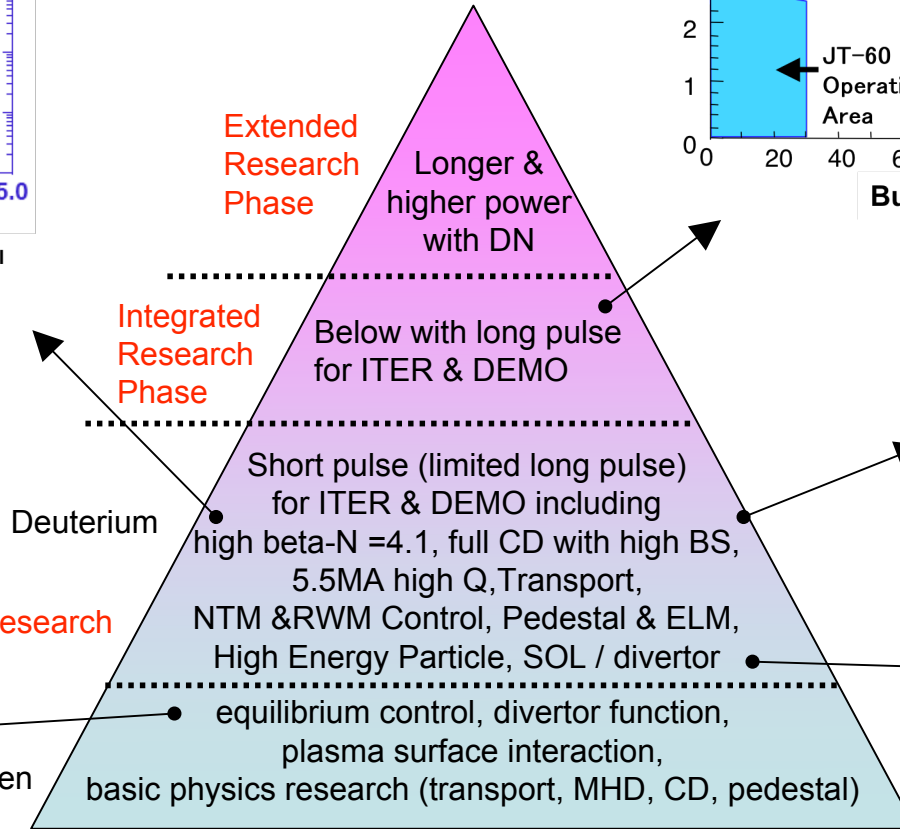 5.0
2
1
0
0
20
40
JT-60
Area
Extended
Research
Phase
Longer &
higher power
with DN
Integrated
Research
Phase
Below with long pulse
for ITER & DEMO
Short pulse (limited long pulse)
for ITER & DEMO including
high beta-N =4.1, full CD with high BS,
5.5MA high Q,Transport,
NTM &RWM Control, Pedestal & ELM,
High Energy Particle, SOL / divertor
Deuterium
esearch
equilibrium control, divertor function,
plasma surface interaction,
basic physics research (transport, MHD, CD, pedestal)
en